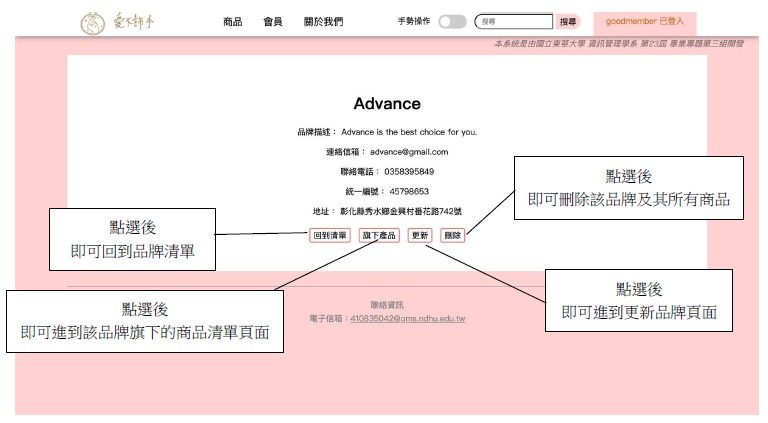 愛不飾手 商品 會員 關於我們 手勢操作 搜尋 搜尋 goodmember 已登入
本系統是由國立東華大學 資訊管理學系 第23屆 畢業專題第三組開發
Advance
品牌描述： Advance is the best choice for you.
連絡信箱： advance@gmail.com
聯絡電話： 0358395849
統一編號： 45798653
地址： 彰化縣秀水鄉金興村番花路742號
回到清單 旗下產品 更新 刪除
點選後
即可刪除該品牌及其所有商品
點選後
即可回到品牌清單
點選後
即可進到更新品牌頁面
點選後
即可進到該品牌旗下的商品清單頁面
聯絡資訊
電子信箱：410835042@gms.ndhu.edu.tw